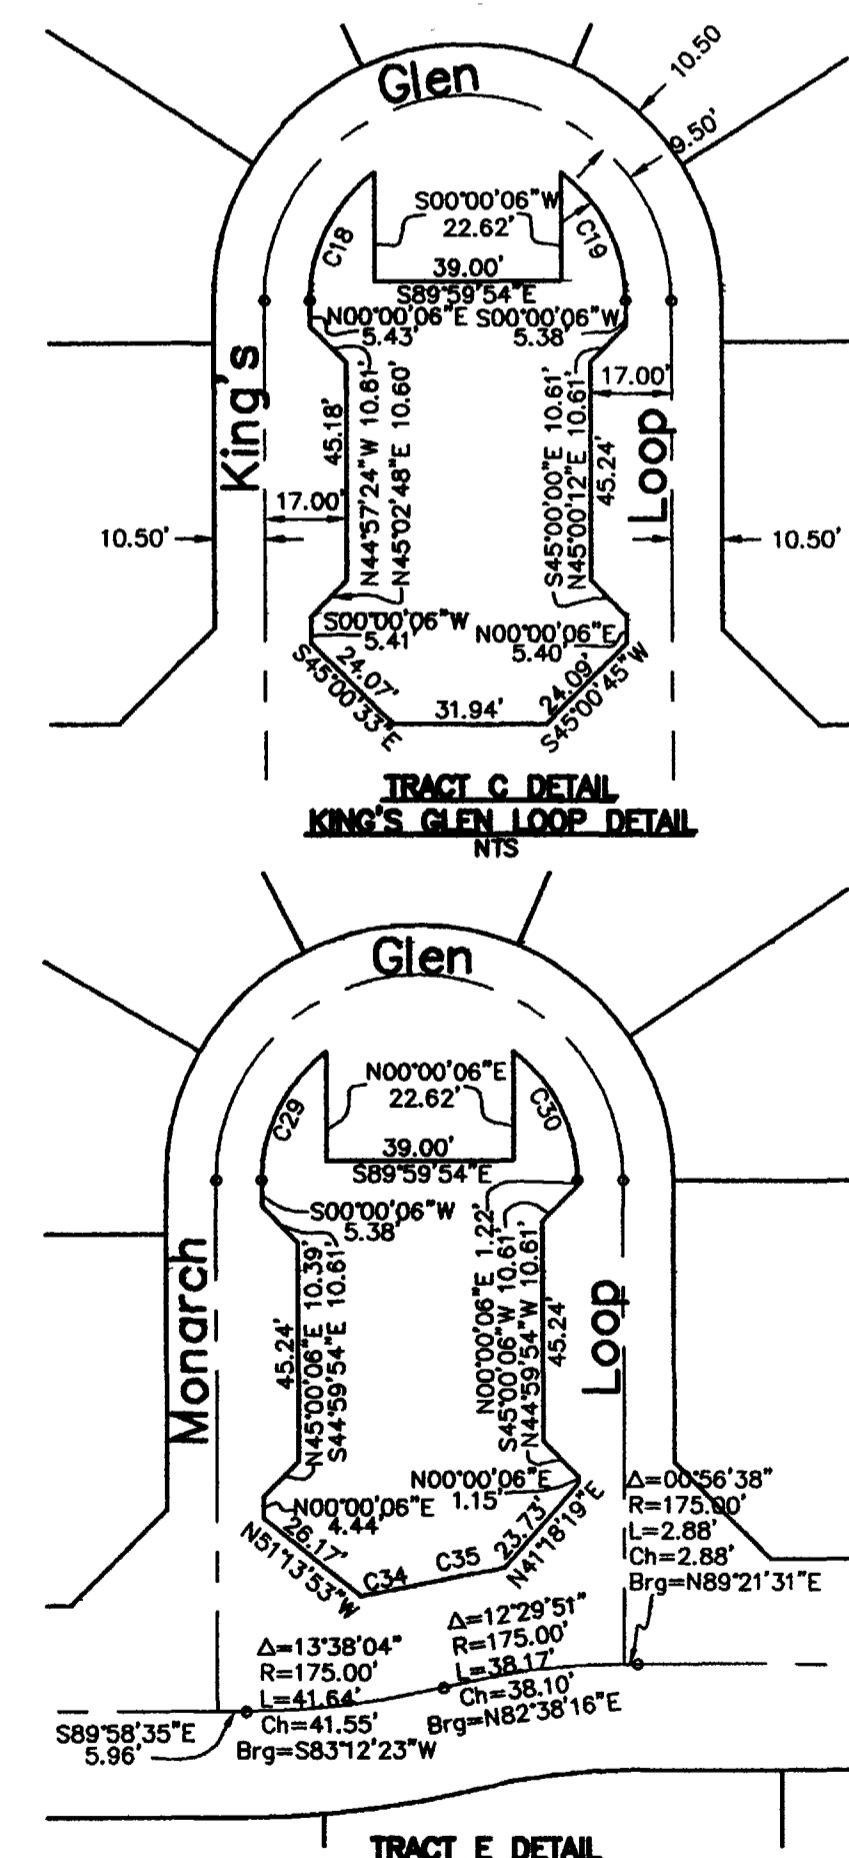 Glen
10.50
9.50'
S00°00'06"W
22.62'
C18
C19
39.00'
S89°59'54"E
N00°00'06"E
S00°00'06"W
5.43'
5.38'
King's
Loop
17.00'
45.18'
N44°57'24"W 10.61'
N45°02'48"E 10.60'
S45°00'00"E 10.61'
N45°00'12"E 10.61'
45.24'
17.00'
10.50'
10.50'
S00°00'06"W
5.41'
N00°00'06"E
5.40'
24.07'
S45°00'33"E
31.94'
24.09'
S45°00'45"W
TRACT C DETAIL
KING'S GLEN LOOP DETAIL
NTS
Glen
N00°00'06"E
22.62'
C29
C30
39.00'
S89°59'54"E
S00°00'06"W
5.38'
Monarch
Loop
45.24'
N45°00'06"E 10.39'
S44°59'54"E 10.61'
N00°00'06"E 1.22'
S45°00'06"W 10.61'
N44°59'54"W 10.61'
45.24'
N00°00'06"E
1.15'
N00°00'06"E
4.44'
26.17'
N51°13'53"W
C34
C35
23.73'
N41°18'19"E
Δ=00°56'38"
R=175.00'
L=2.88'
Ch=2.88'
Brg=N89°21'31"E
Δ=12°29'51"
R=175.00'
L=38.17'
Ch=38.10'
Brg=N82°38'16"E
Δ=13°38'04"
R=175.00'
L=41.64'
Ch=41.55'
Brg=S83°12'23"W
S89°58'35"E
5.96'
TRACT E DETAIL